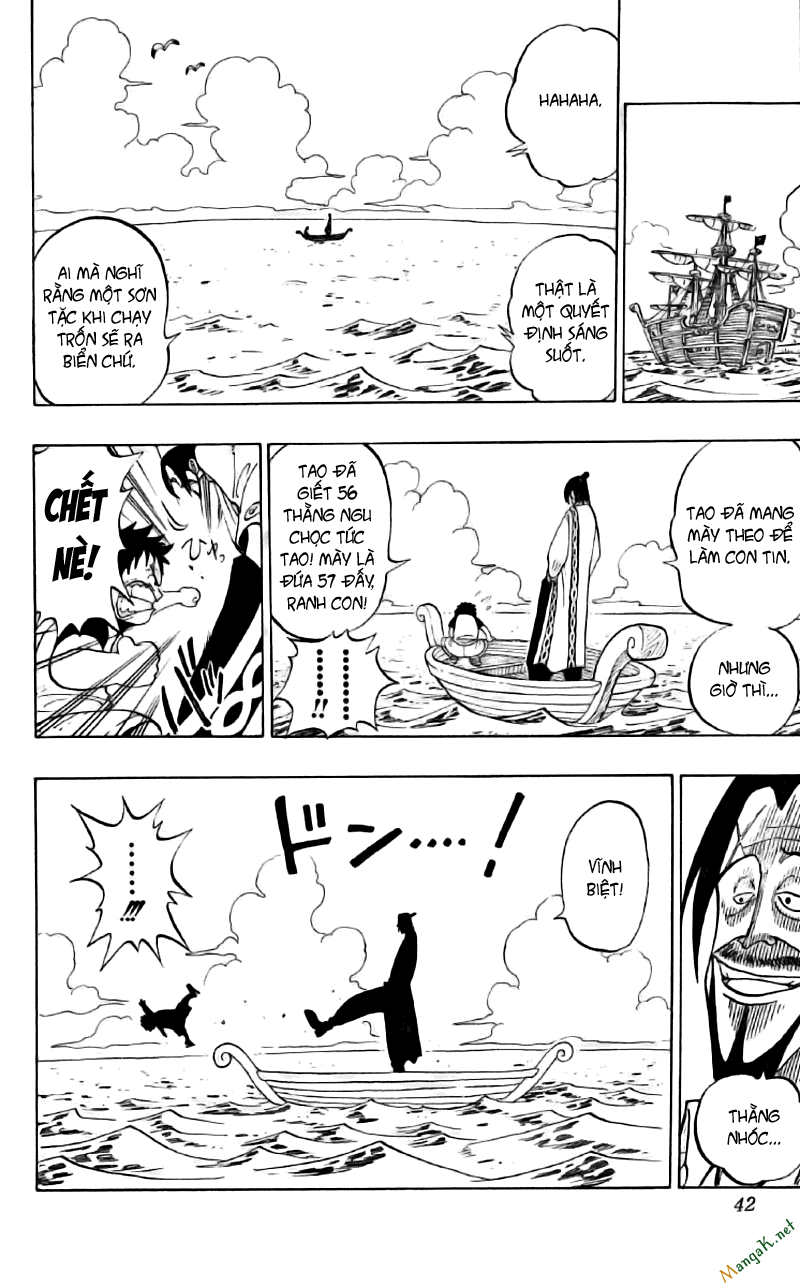 HAHAHA.
THẬT LÀ
MỘT QUYẾT
ĐỊNH SÁNG
SUỐT.
AI MÀ NGHĨ
RẰNG MỘT SƠN
TẶC KHI CHẠY
TRỐN SẼ RA
BIỂN CHỨ.
TAO ĐÃ MANG
MÀY THEO ĐỂ
LÀM CON TIN.
NHƯNG
GIỜ THÌ...
TAO ĐÃ
GIẾT 56
THẰNG NGU
CHỌC TỨC
TAO! MÀY LÀ
ĐỨA 57 ĐẤY,
RANH CON!
......!!
CHẾT
NÈ!
THẰNG
NHÓC...
VĨNH
BIỆT!
ドン....!
.....!!!
42
MangaK.net